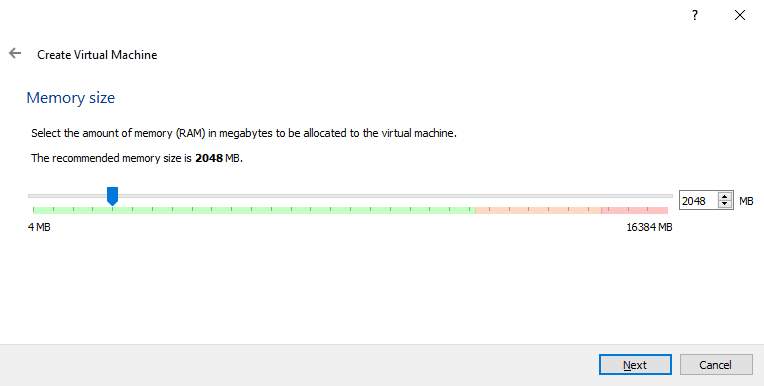 ?
Create Virtual Machine
Memory size
Select the amount of memory (RAM) in megabytes to be allocated to the virtual machine.
The recommended memory size is 2048 MB.
2048 MB
4 MB 16384 MB
Next Cancel